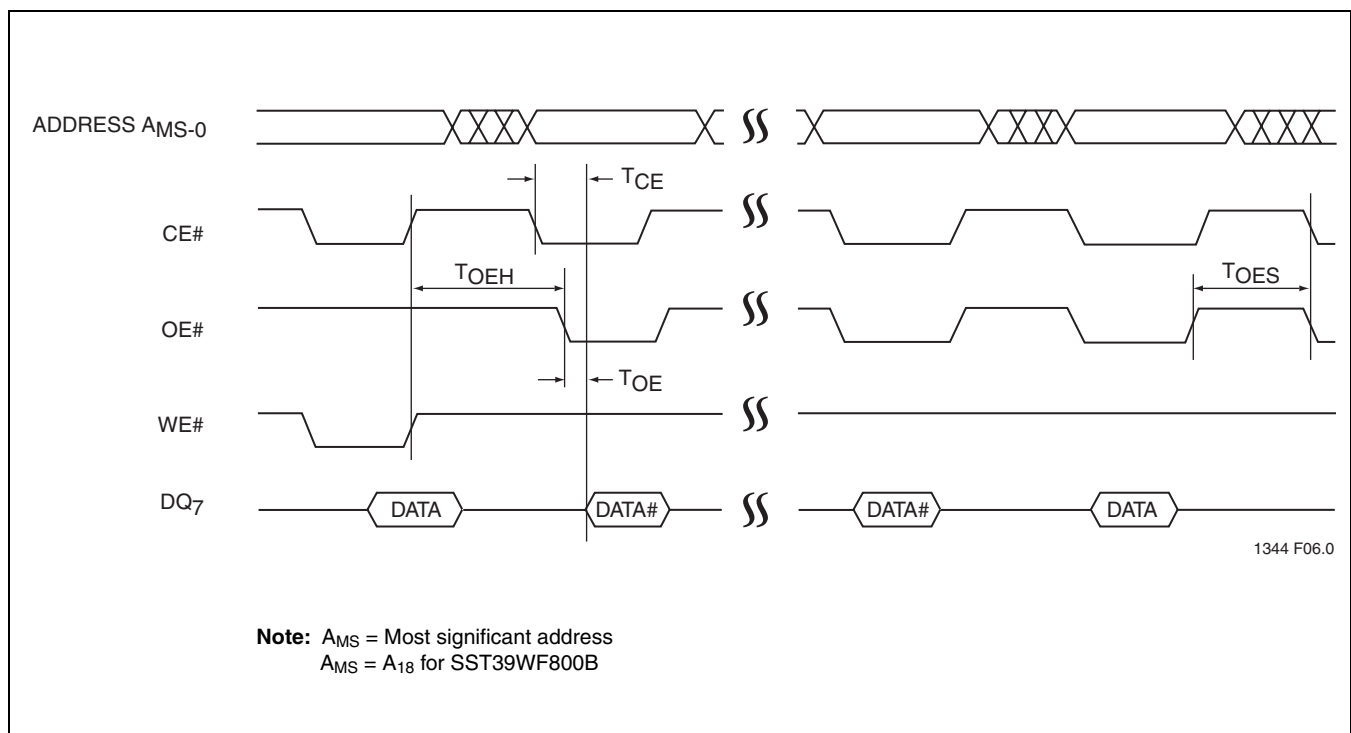 ADDRESS AMS-0
TCE
CE#
TOEH
TOES
OE#
TOE
WE#
DQ7
DATA
DATA#
DATA#
DATA
1344 F06.0
Note: AMS = Most significant address
AMS = A18 for SST39WF800B